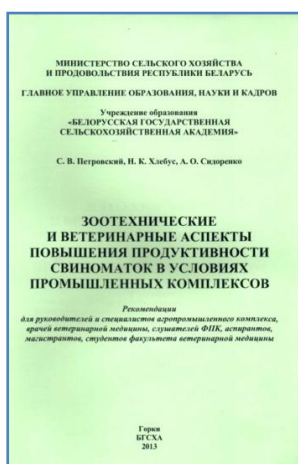 МИНИСТЕРСТВО СЕЛЬСКОГО ХОЗЯЙСТВА
И ПРОДОВОЛЬСТВИЯ РЕСПУБЛИКИ БЕЛАРУСЬ
ГЛАВНОЕ УПРАВЛЕНИЕ ОБРАЗОВАНИЯ, НАУКИ И КАДРОВ
Учреждение образования
«БЕЛОРУССКАЯ ГОСУДАРСТВЕННАЯ
СЕЛЬСКОХОЗЯЙСТВЕННАЯ АКАДЕМИЯ»
С. В. Петровский, Н. К. Хлебус, А. О. Сидоренко
ЗООТЕХНИЧЕСКИЕ
И ВЕТЕРИНАРНЫЕ АСПЕКТЫ
ПОВЫШЕНИЯ ПРОДУКТИВНОСТИ
СВИНОМАТОК В УСЛОВИЯХ
ПРОМЫШЛЕННЫХ КОМПЛЕКСОВ
Рекомендации
для руководителей и специалистов агропромышленного комплекса,
врачей ветеринарной медицины, слушателей ФПК, аспирантов,
магистрантов, студентов факультета ветеринарной медицины
Горки
БГСХА
2013